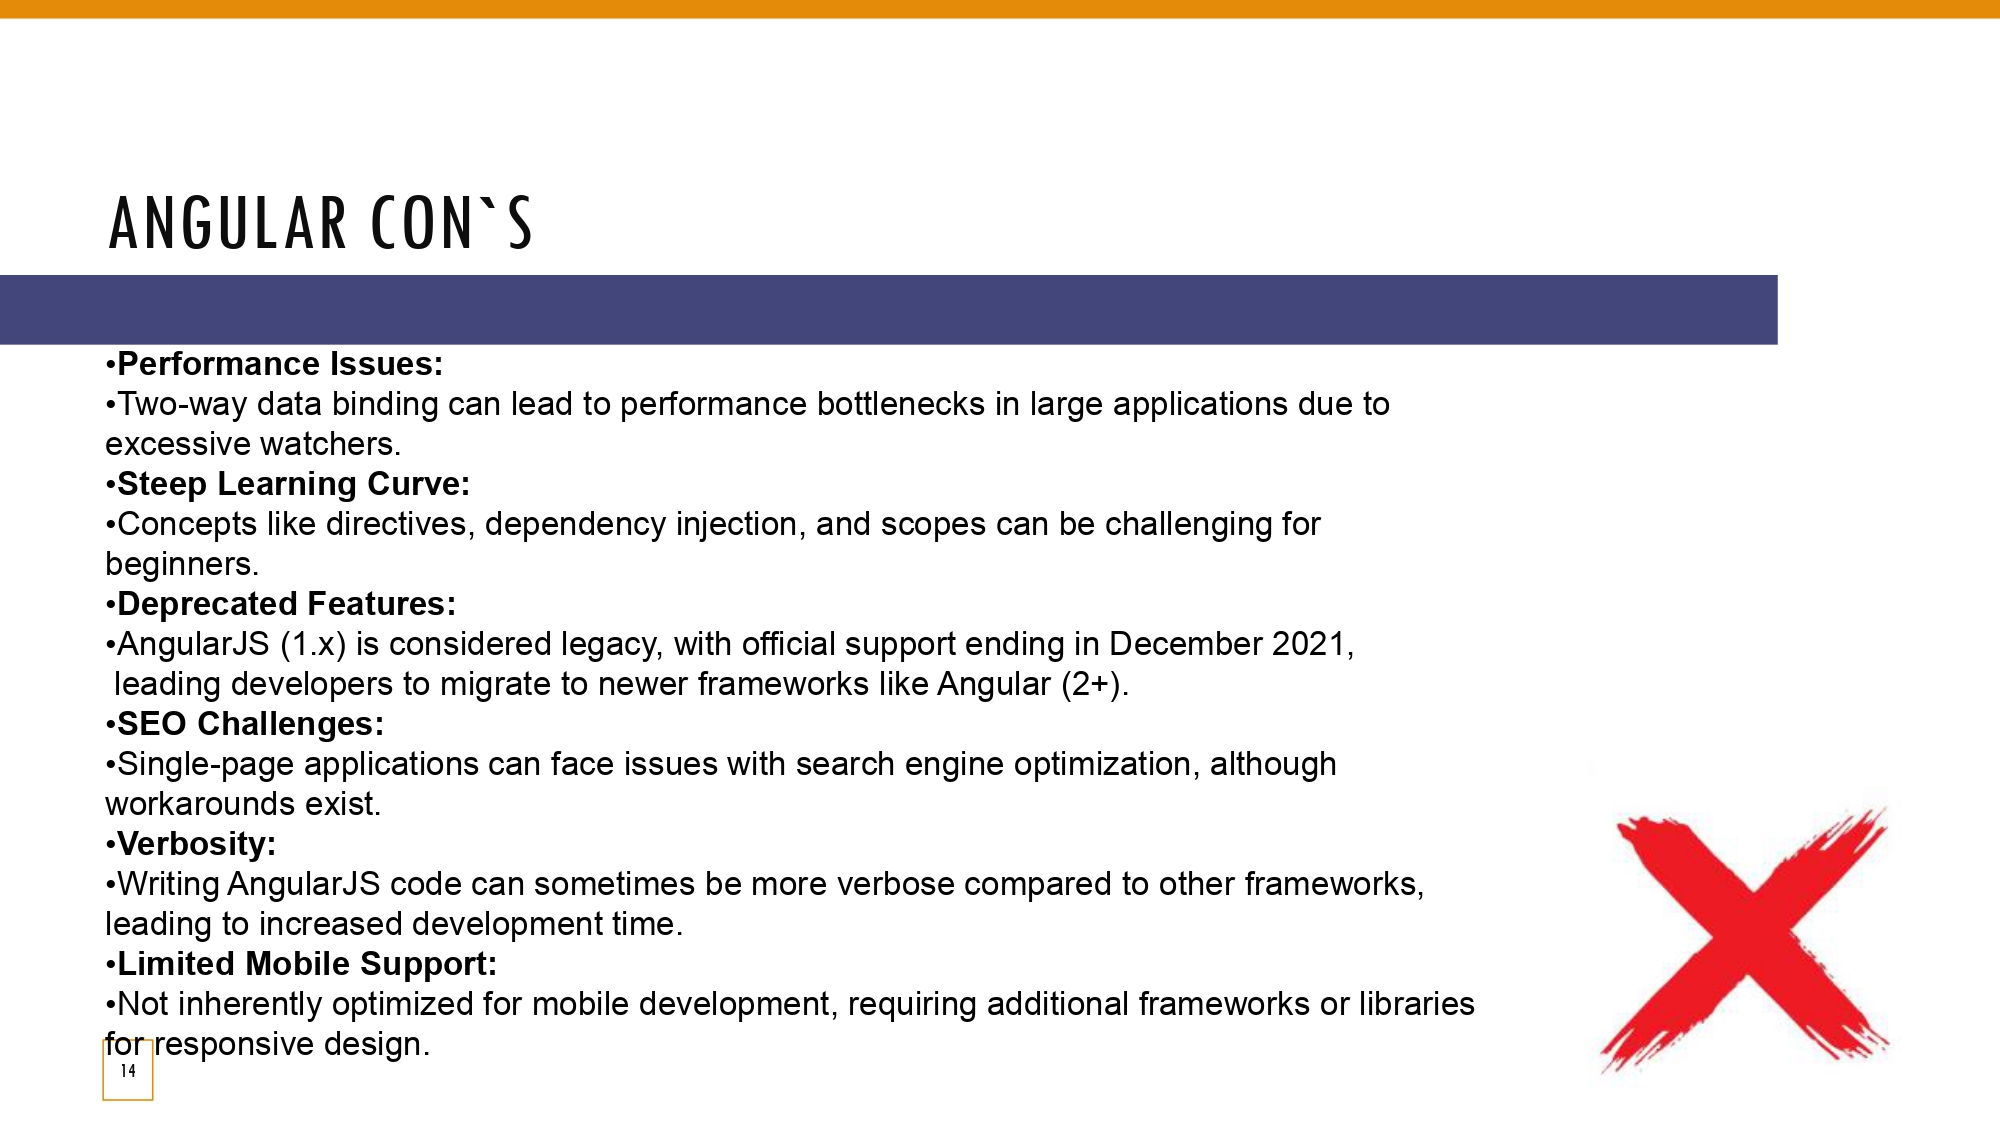 ANGULAR CON`S
•Performance Issues:
•Two-way data binding can lead to performance bottlenecks in large applications due to
excessive watchers.
•Steep Learning Curve:
•Concepts like directives, dependency injection, and scopes can be challenging for
beginners.
•Deprecated Features:
•AngularJS (1.x) is considered legacy, with official support ending in December 2021,
leading developers to migrate to newer frameworks like Angular (2+).
•SEO Challenges:
•Single-page applications can face issues with search engine optimization, although
workarounds exist.
•Verbosity:
•Writing AngularJS code can sometimes be more verbose compared to other frameworks,
leading to increased development time.
•Limited Mobile Support:
•Not inherently optimized for mobile development, requiring additional frameworks or libraries
for responsive design.
14